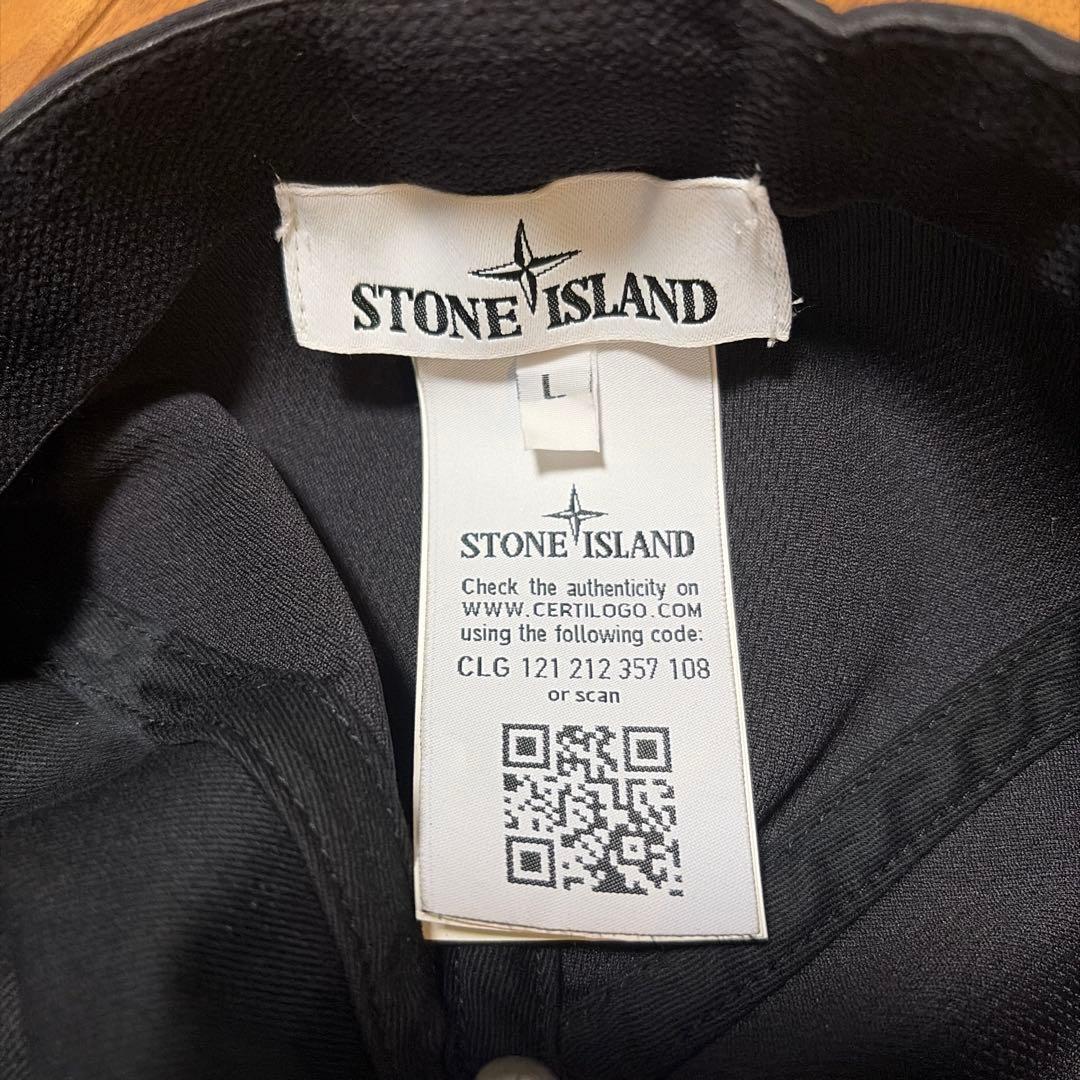 STONE ISLAND
L
STONE ISLAND
Check the authenticity on
WWW.CERTILOGO.COM
using the following code:
CLG 121 212 357 108
or scan